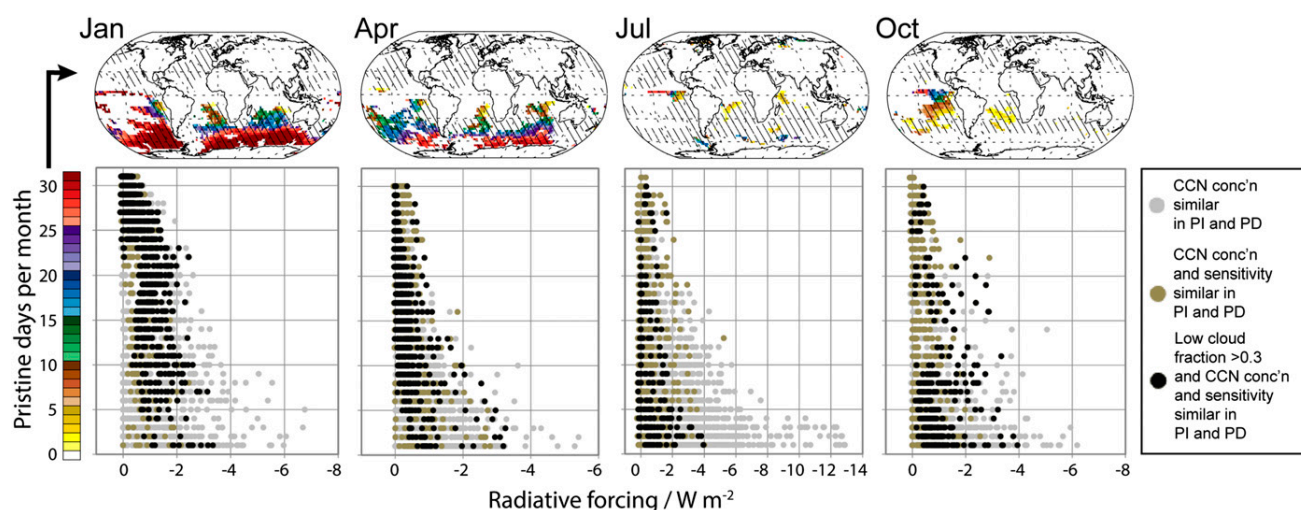 Jan
Apr
Jul
Oct
Pristine days per month
30
25
20
15
10
5
0
0 -2 -4 -6 -8
0 -2 -4 -6
0 -2 -4 -6 -8 -10 -12 -14
0 -2 -4 -6 -8
Radiative forcing / W m⁻²
CCN conc'n
similar
in PI and PD
CCN conc'n
and sensitivity
similar in
PI and PD
Low cloud
fraction >0.3
and CCN conc'n
and sensitivity
similar in
PI and PD